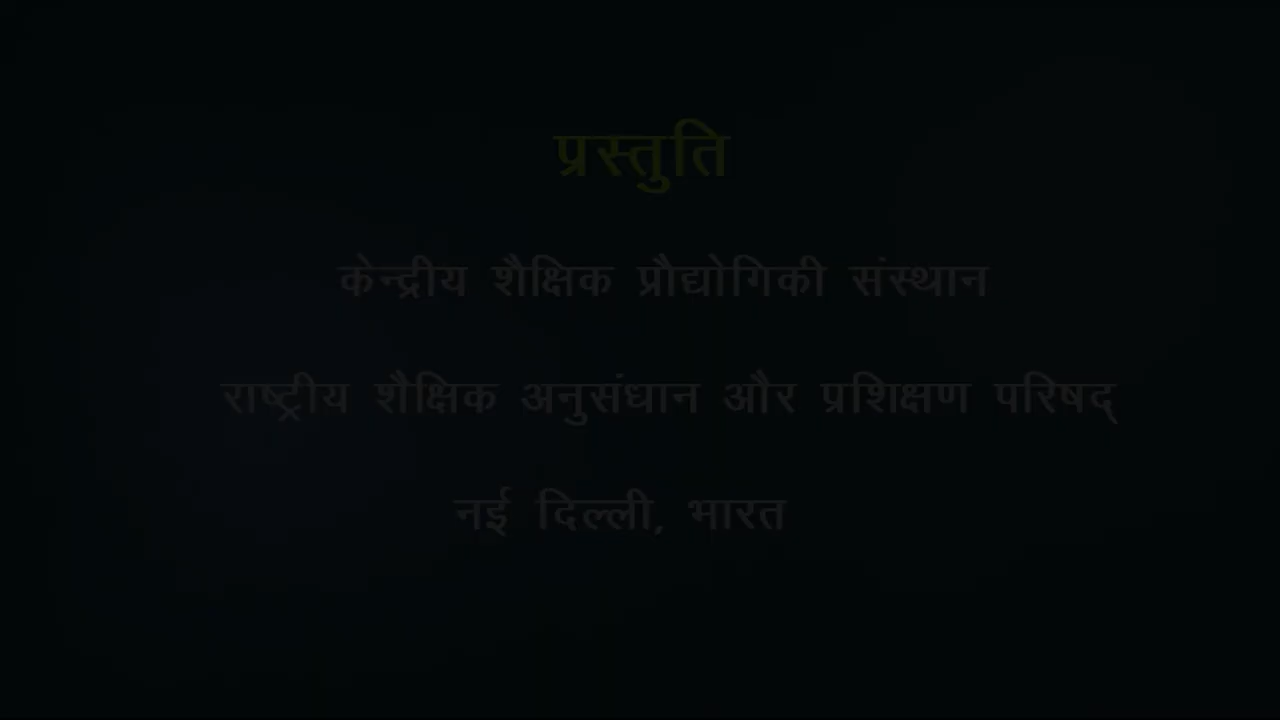 प्रस्तुति
केन्द्रीय शैक्षिक प्रौद्योगिकी संस्थान
राष्ट्रीय शैक्षिक अनुसंधान और प्रशिक्षण परिषद्
नई दिल्ली, भारत